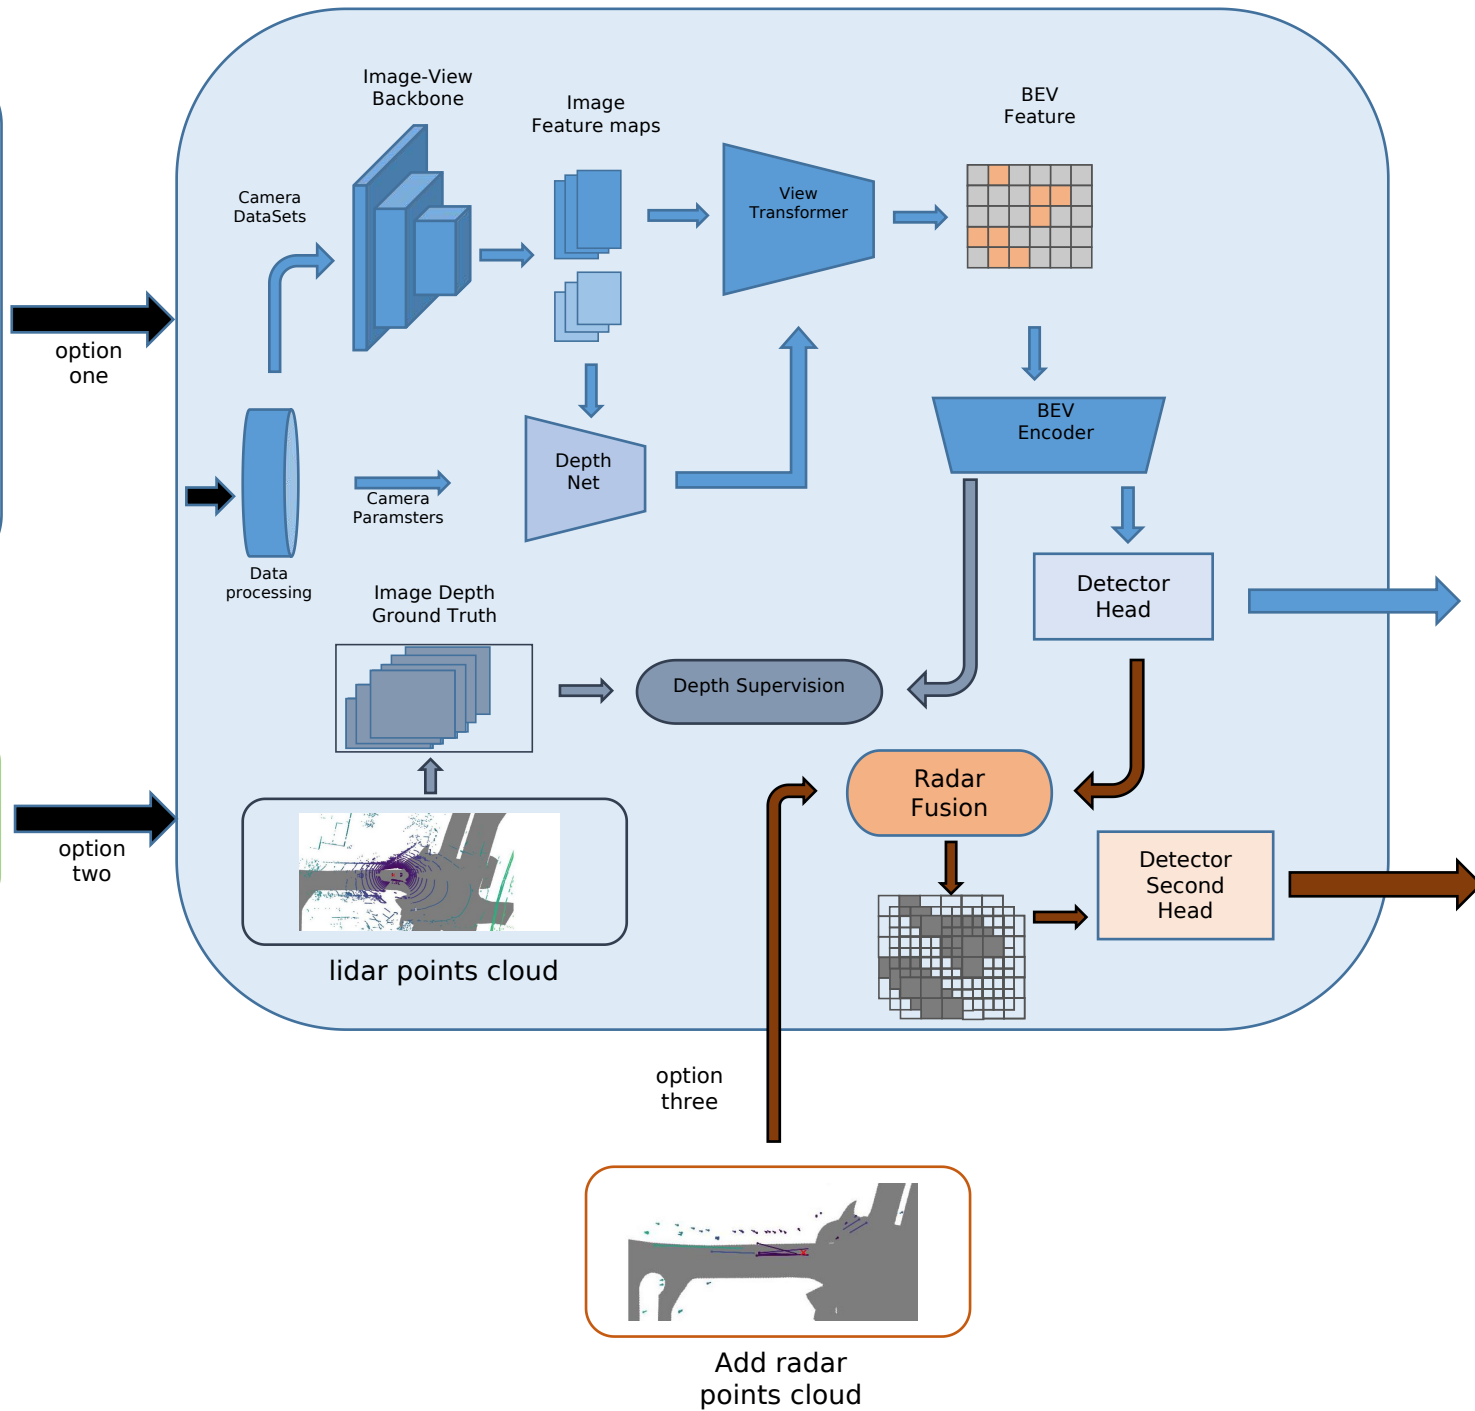 Image-View
Backbone
Image
Feature maps
BEV
Feature
Camera
DataSets
View
Transformer
option
one
BEV
Encoder
Depth
Net
Camera
Paramsters
Data
processing
Detector
Head
Image Depth
Ground Truth
Depth Supervision
Radar
Fusion
option
two
Detector
Second
Head
lidar points cloud
option
three
Add radar
points cloud